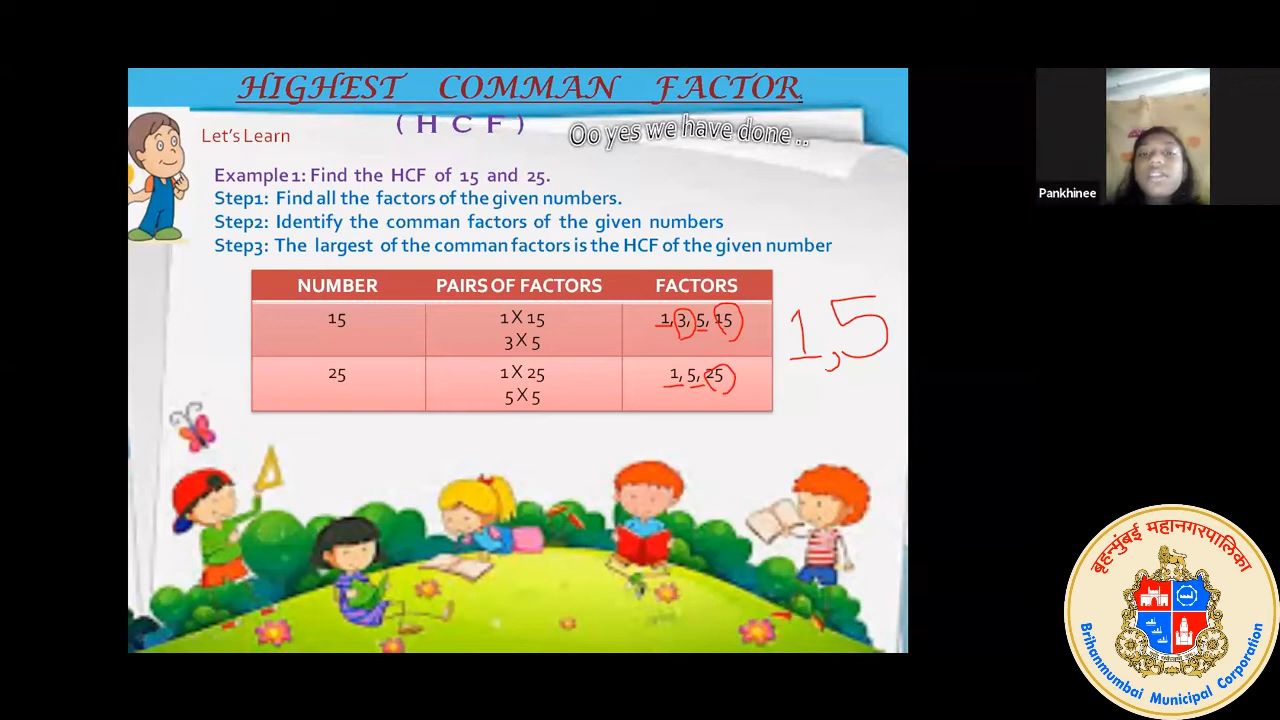 HIGHEST COMMAN FACTOR
(HCF)
Let's Learn
Oo yes we have done ..
Example1: Find the HCF of 15 and 25.
Step1: Find all the factors of the given numbers.
Step2: Identify the comman factors of the given numbers
Step3: The largest of the comman factors is the HCF of the given number
NUMBER PAIRS OF FACTORS FACTORS
15 1 X 15 1, 3, 5, 15
3 X 5
25 1 X 25 1, 5, 25
5 X 5
1,5
Pankhinee
बृहन्मुंबई महानगरपालिका
Brihanmumbai Municipal Corporation